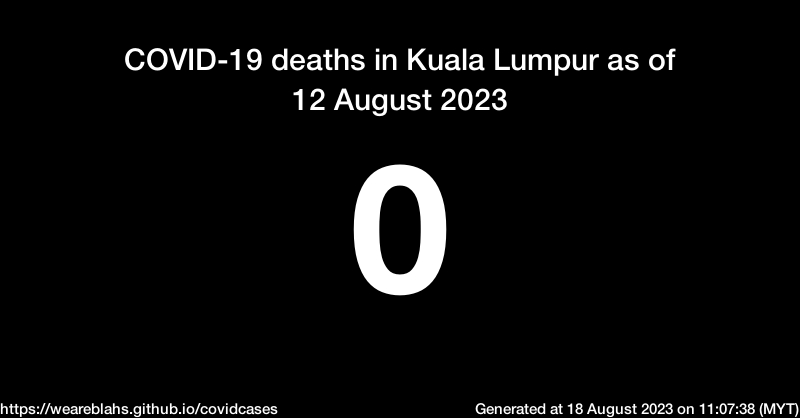 COVID-19 deaths in Kuala Lumpur as of
12 August 2023
0
https://weareblahs.github.io/covidcases
Generated at 18 August 2023 on 11:07:38 (MYT)